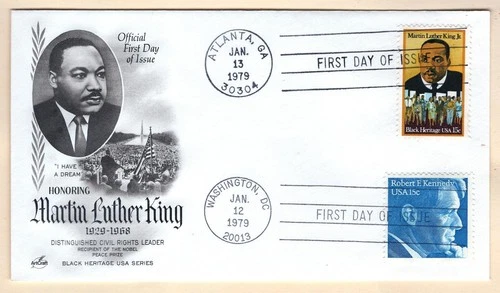 Official
First Day
of Issue
"I HAVE
A DREAM"
HONORING
Martin Luther King
1929-1968
DISTINGUISHED CIVIL RIGHTS LEADER
RECIPIENT OF THE NOBEL
PEACE PRIZE
ArtCraft
BLACK HERITAGE USA SERIES
ATLANTA, GA
JAN.
13
1979
30304
FIRST DAY OF ISSUE
Martin Luther King Jr.
Black Heritage USA 15c
WASHINGTON, DC
JAN.
12
1979
20013
FIRST DAY OF ISSUE
Robert F. Kennedy
USA 15c